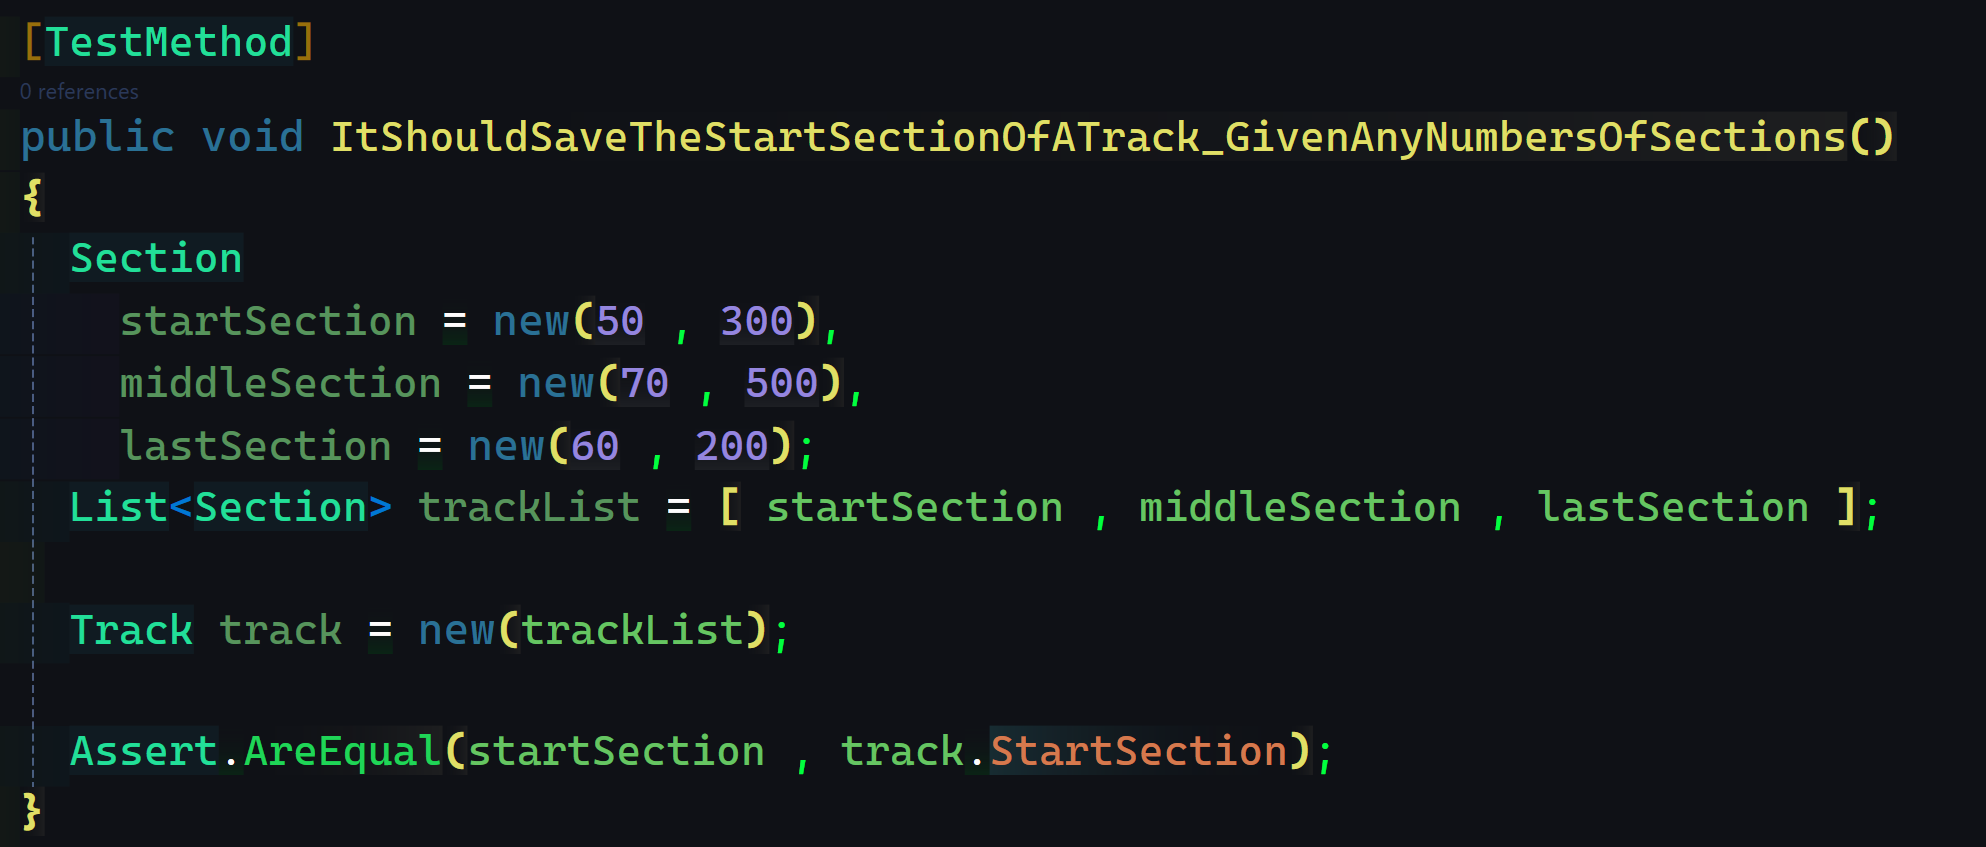 [TestMethod]
0 references
public void ItShouldSaveTheStartSectionOfATrack_GivenAnyNumbersOfSections()
{
Section
startSection = new(50 , 300),
middleSection = new(70 , 500),
lastSection = new(60 , 200);
List<Section> trackList = [ startSection , middleSection , lastSection ];
Track track = new(trackList);
Assert.AreEqual(startSection , track.StartSection);
}